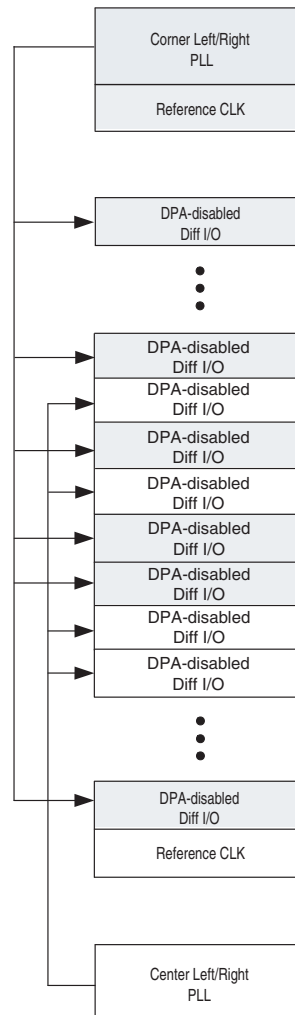 Corner Left/Right
PLL
Reference CLK
DPA-disabled
Diff I/O
DPA-disabled
Diff I/O
DPA-disabled
Diff I/O
DPA-disabled
Diff I/O
DPA-disabled
Diff I/O
DPA-disabled
Diff I/O
DPA-disabled
Diff I/O
DPA-disabled
Diff I/O
DPA-disabled
Diff I/O
DPA-disabled
Diff I/O
Reference CLK
Center Left/Right
PLL